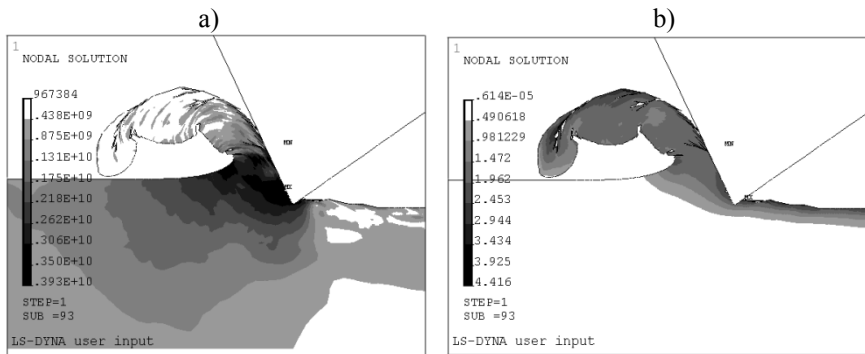 a)
1
NODAL SOLUTION
967384
.438E+09
.875E+09
.131E+10
.175E+10
.218E+10
.262E+10
.306E+10
.350E+10
.393E+10
MX
STEP=1
SUB =93
LS-DYNA user input
b)
1
NODAL SOLUTION
.614E-05
.490618
.981229
1.472
1.962
2.453
2.944
3.434
3.925
4.416
STEP=1
SUB =93
LS-DYNA user input